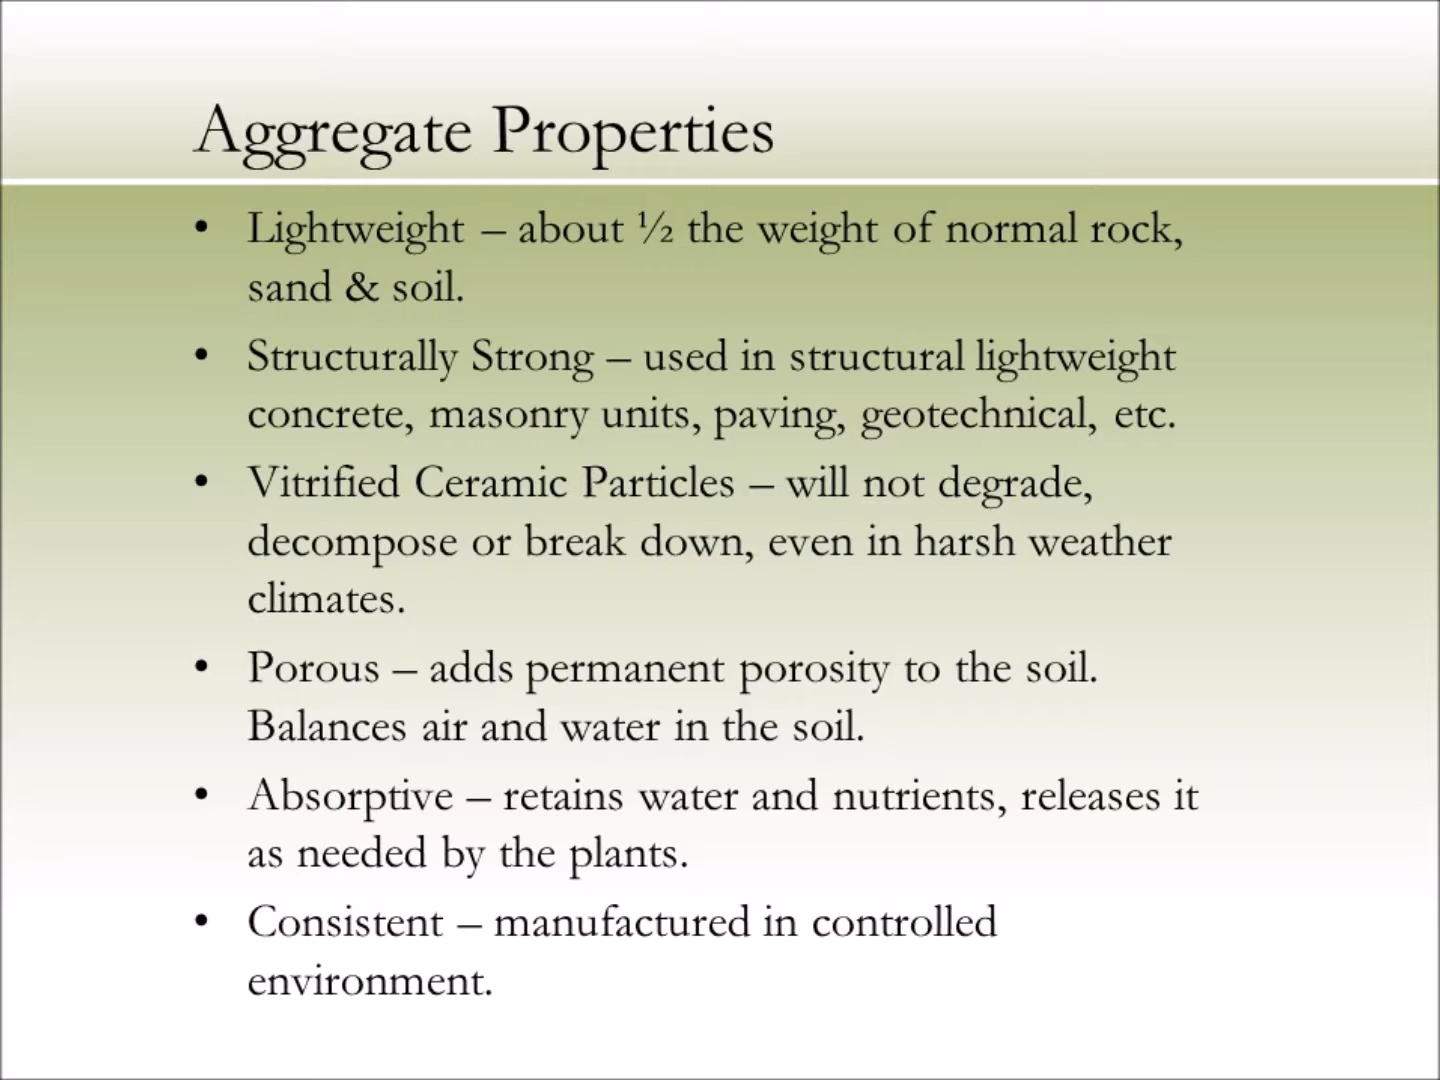 Aggregate Properties
• Lightweight – about ½ the weight of normal rock,
sand & soil.
• Structurally Strong – used in structural lightweight
concrete, masonry units, paving, geotechnical, etc.
• Vitrified Ceramic Particles – will not degrade,
decompose or break down, even in harsh weather
climates.
• Porous – adds permanent porosity to the soil.
Balances air and water in the soil.
• Absorptive – retains water and nutrients, releases it
as needed by the plants.
• Consistent – manufactured in controlled
environment.